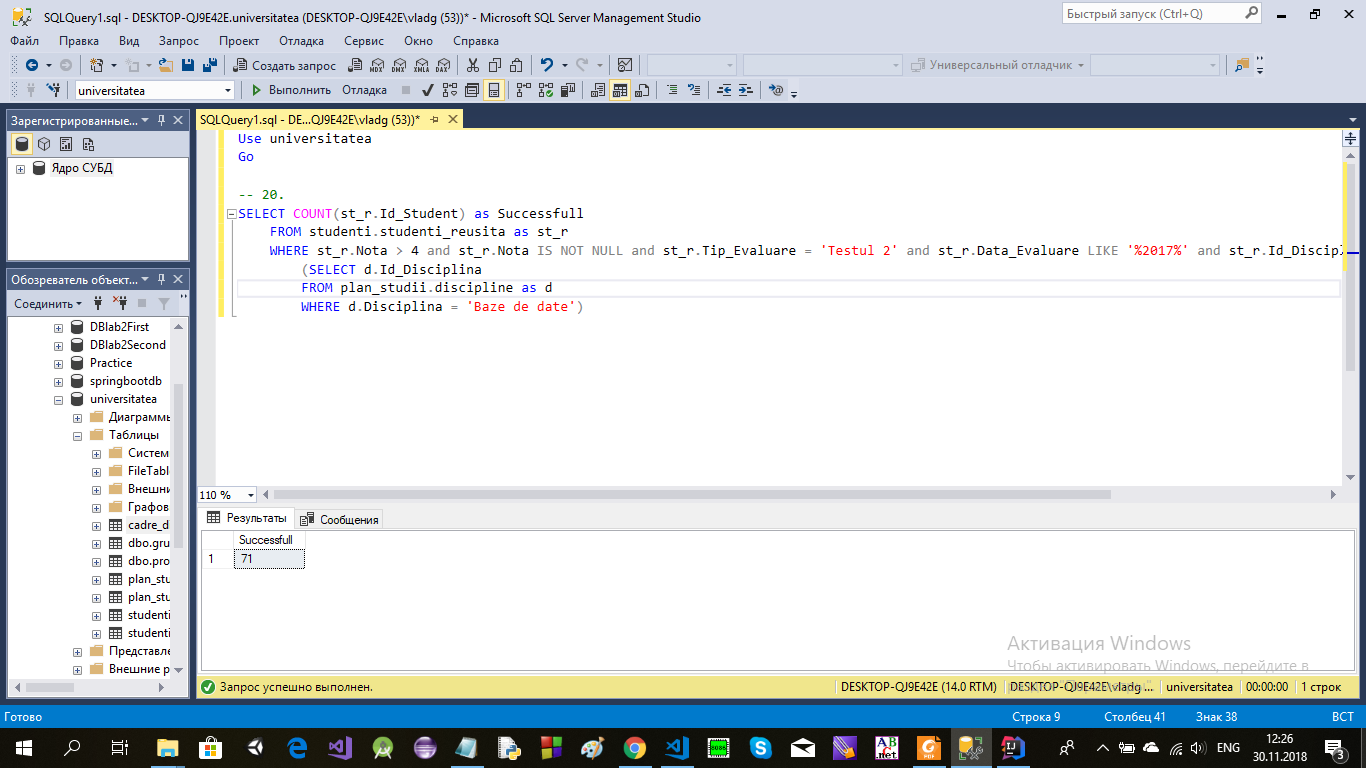 SQLQuery1.sql - DESKTOP-QJ9E42E.universitatea (DESKTOP-QJ9E42E\vladg (53))* - Microsoft SQL Server Management Studio
Быстрый запуск (Ctrl+Q)
Файл Правка Вид Запрос Проект Отладка Сервис Окно Справка
Создать запрос
MDX DMX XMLA DAX
Универсальный отладчик
universitatea
Выполнить Отладка
Зарегистрированные...
Ядро СУБД
SQLQuery1.sql - DE...QJ9E42E\vladg (53))*
Use universitatea
Go
-- 20.
SELECT COUNT(st_r.Id_Student) as Successfull
FROM studenti.studenti_reusita as st_r
WHERE st_r.Nota > 4 and st_r.Nota IS NOT NULL and st_r.Tip_Evaluare = 'Testul 2' and st_r.Data_Evaluare LIKE '%2017%' and st_r.Id_Discipl
(SELECT d.Id_Disciplina
FROM plan_studii.discipline as d
WHERE d.Disciplina = 'Baze de date')
Обозреватель объект...
Соединить
DBlab2First
DBlab2Second
Practice
springbootdb
universitatea
Диаграммы
Таблицы
Систем
FileTabl
Внешни
Графов
cadre_d
dbo.gru
dbo.pro
plan_stu
plan_stu
studenti
studenti
Представле
Внешние р
110 %
Результаты Сообщения
Successfull
1 71
Активация Windows
Чтобы активировать Windows, перейдите в
Запрос успешно выполнен.
DESKTOP-QJ9E42E (14.0 RTM) DESKTOP-QJ9E42E\vladg ... universitatea 00:00:00 1 строк
Готово Строка 9 Столбец 41 Знак 38 ВСТ
ENG
12:26
30.11.2018
3